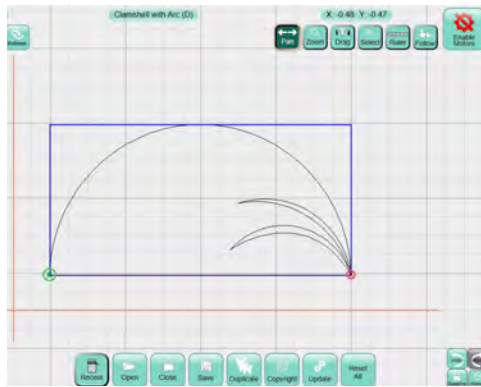 Clamshell with Arc (D)
X: -0.48 Y: -0.47
Pan
Zoom
Drag
Select
Ruler
Follow
Enable
Motors
Recent
Open
Close
Save
Duplicate
Copyright
Update
Reset
All